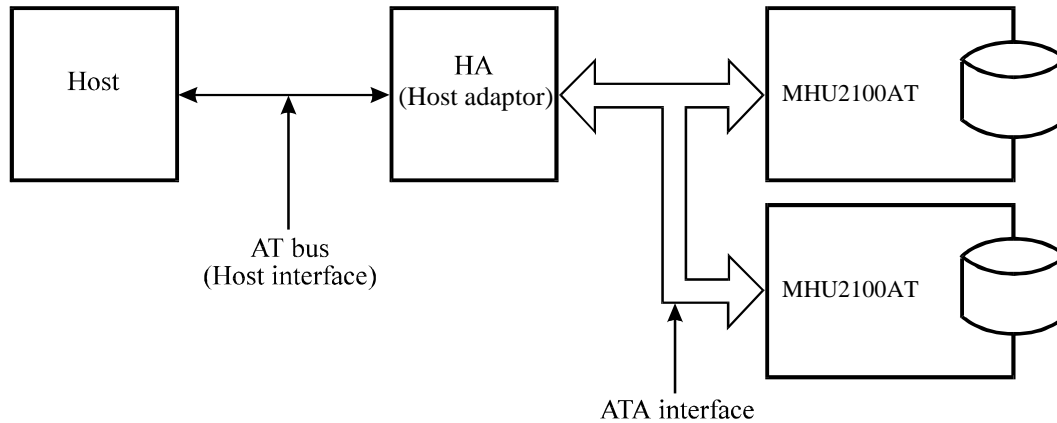 Host
HA
(Host adaptor)
MHU2100AT
AT bus
(Host interface)
MHU2100AT
ATA interface